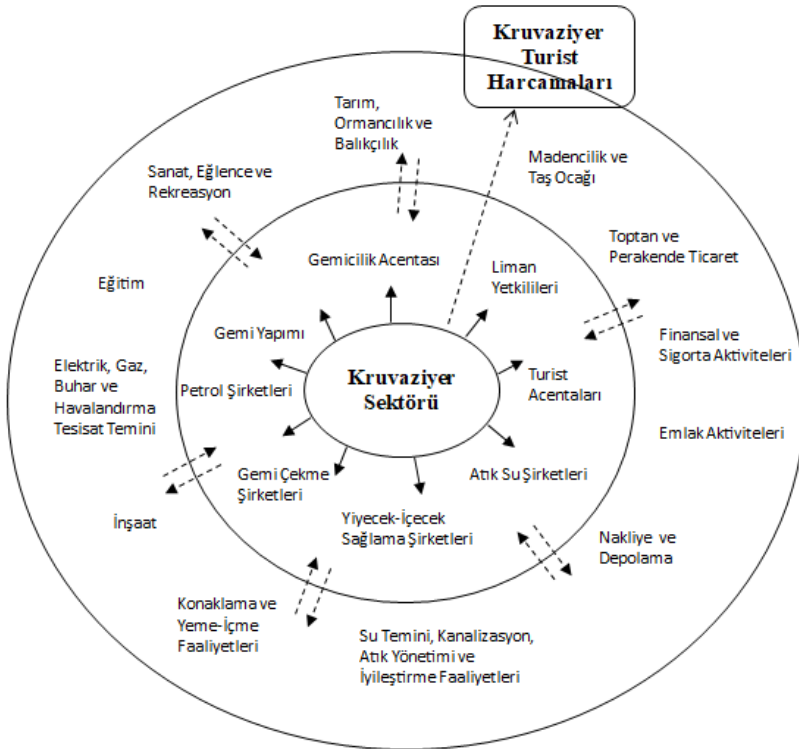 Kruvaziyer
Turist
Harcamaları
Tarım,
Ormancılık ve
Balıkçılık
Madencilik ve
Taş Ocağı
Sanat, Eğlence ve
Rekreasyon
Toptan ve
Perakende Ticaret
Gemicilik Acentası
Liman
Yetkilileri
Eğitim
Gemi Yapımı
Finansal ve
Sigorta Aktiviteleri
Elektrik, Gaz,
Buhar ve
Havalandırma
Tesisat Temini
Petrol Şirketleri
Kruvaziyer
Sektörü
Turist
Acentaları
Emlak Aktiviteleri
Gemi Çekme
Şirketleri
Atık Su Şirketleri
İnşaat
Yiyecek-İçecek
Sağlama Şirketleri
Nakliye ve
Depolama
Konaklama ve
Yeme-İçme
Faaliyetleri
Su Temini, Kanalizasyon,
Atık Yönetimi ve
İyileştirme Faaliyetleri